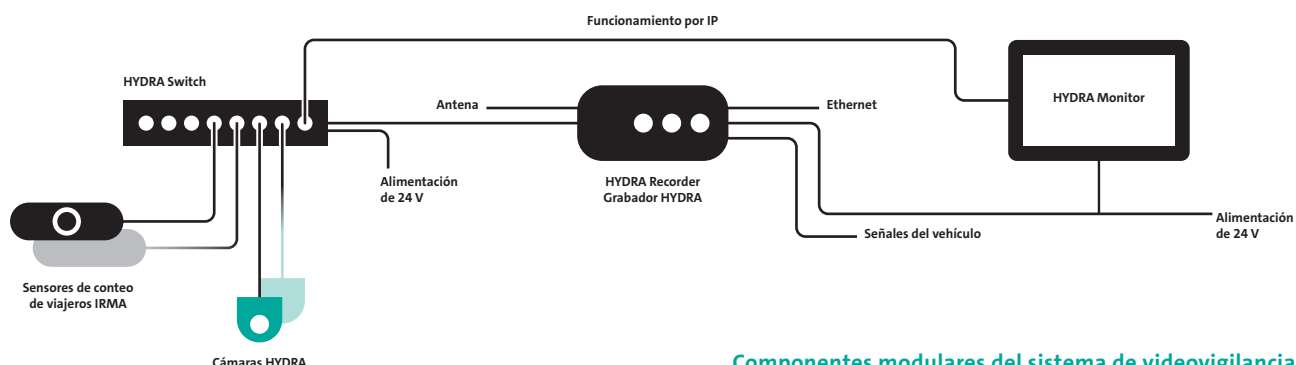 Funcionamiento por IP
HYDRA Switch
HYDRA Monitor
Antena
Ethernet
Alimentación
de 24 V
HYDRA Recorder
Grabador HYDRA
Alimentación
de 24 V
Señales del vehículo
Sensores de conteo
de viajeros IRMA
Cámaras HYDRA
Componentes modulares del sistema de videovigilancia